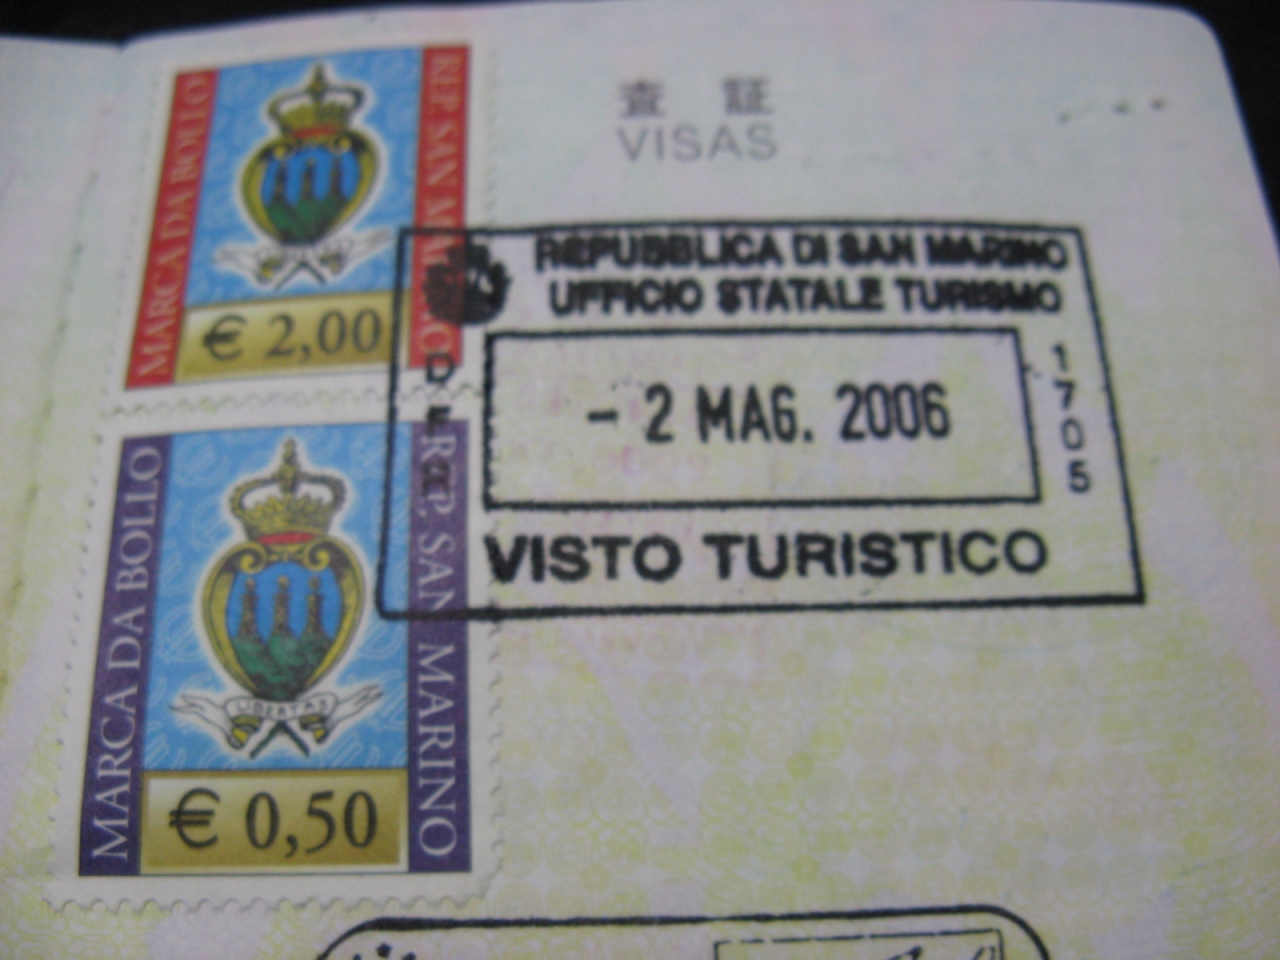 MARCA DA BOLLO
REP. SAN MARINO
€ 2,00
査 証
VISAS
REPUBBLICA DI SAN MARINO
UFFICIO STATALE TURISMO
- 2 MAG. 2006
1705
VISTO TURISTICO
MARCA DA BOLLO
REP. SAN MARINO
LIBERTAS
€ 0,50